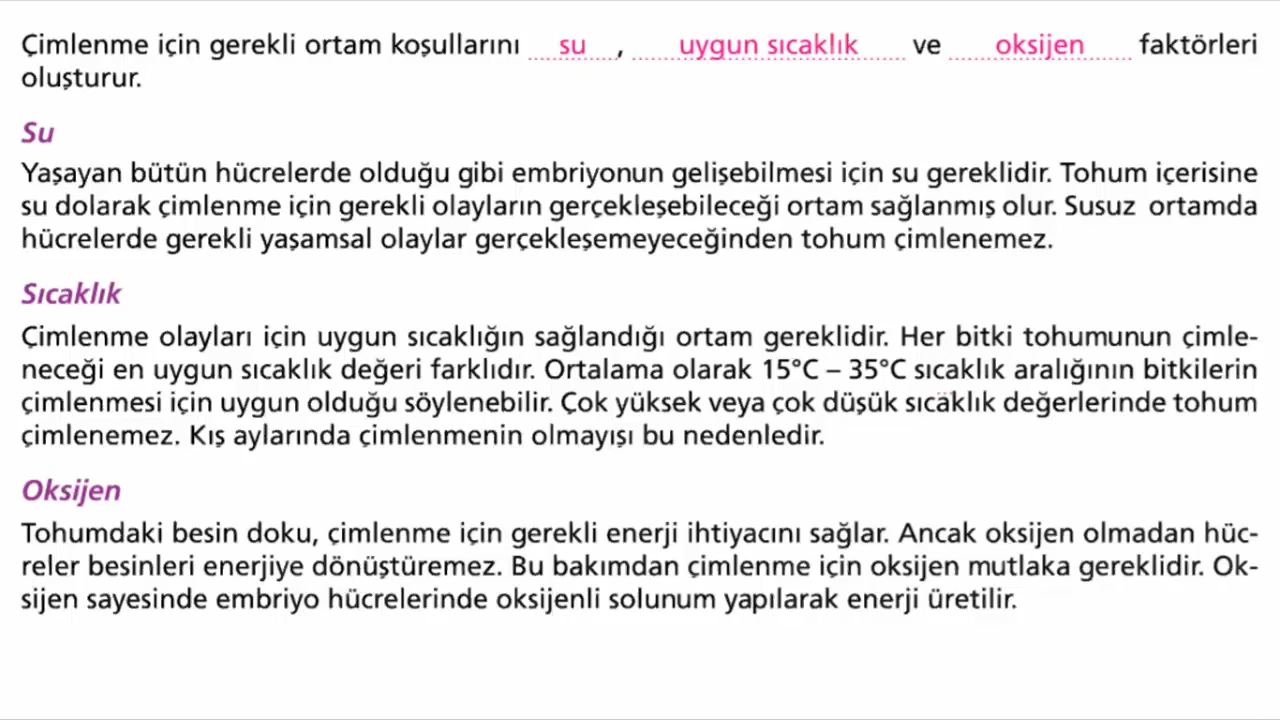 Çimlenme için gerekli ortam koşullarını su , uygun sıcaklık ve oksijen faktörleri
oluşturur.
Su
Yaşayan bütün hücrelerde olduğu gibi embriyonun gelişebilmesi için su gereklidir. Tohum içerisine
su dolarak çimlenme için gerekli olayların gerçekleşebileceği ortam sağlanmış olur. Susuz ortamda
hücrelerde gerekli yaşamsal olaylar gerçekleşemeyeceğinden tohum çimlenemez.
Sıcaklık
Çimlenme olayları için uygun sıcaklığın sağlandığı ortam gereklidir. Her bitki tohumunun çimle-
neceği en uygun sıcaklık değeri farklıdır. Ortalama olarak 15°C – 35°C sıcaklık aralığının bitkilerin
çimlenmesi için uygun olduğu söylenebilir. Çok yüksek veya çok düşük sıcaklık değerlerinde tohum
çimlenemez. Kış aylarında çimlenmenin olmayışı bu nedenledir.
Oksijen
Tohumdaki besin doku, çimlenme için gerekli enerji ihtiyacını sağlar. Ancak oksijen olmadan hüc-
reler besinleri enerjiye dönüştüremez. Bu bakımdan çimlenme için oksijen mutlaka gereklidir. Ok-
sijen sayesinde embriyo hücrelerinde oksijenli solunum yapılarak enerji üretilir.